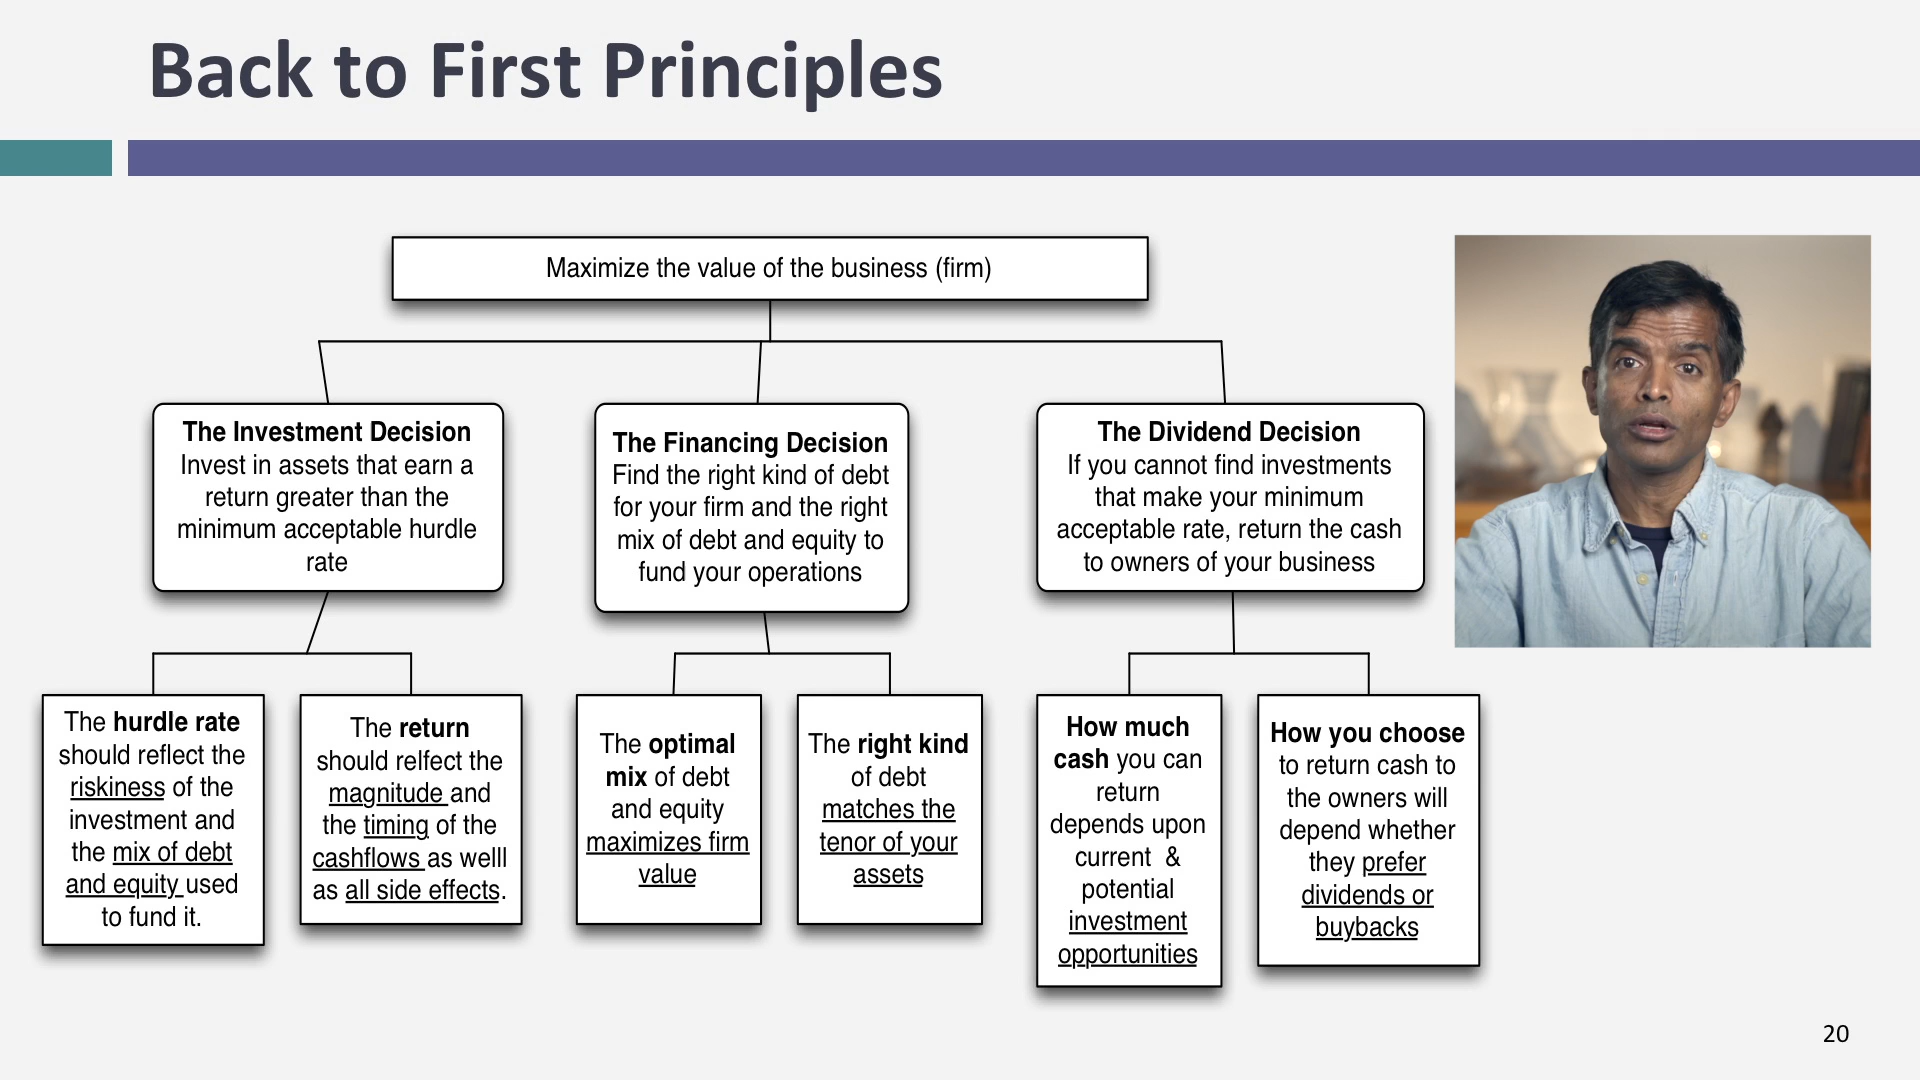 Back to First Principles
Maximize the value of the business (firm)
The Investment Decision
Invest in assets that earn a
return greater than the
minimum acceptable hurdle
rate
The Financing Decision
Find the right kind of debt
for your firm and the right
mix of debt and equity to
fund your operations
The Dividend Decision
If you cannot find investments
that make your minimum
acceptable rate, return the cash
to owners of your business
The hurdle rate
should reflect the
riskiness of the
investment and
the mix of debt
and equity used
to fund it.
The return
should relfect the
magnitude and
the timing of the
cashflows as welll
as all side effects.
The optimal
mix of debt
and equity
maximizes firm
value
The right kind
of debt
matches the
tenor of your
assets
How much
cash you can
return
depends upon
current &
potential
investment
opportunities
How you choose
to return cash to
the owners will
depend whether
they prefer
dividends or
buybacks
20